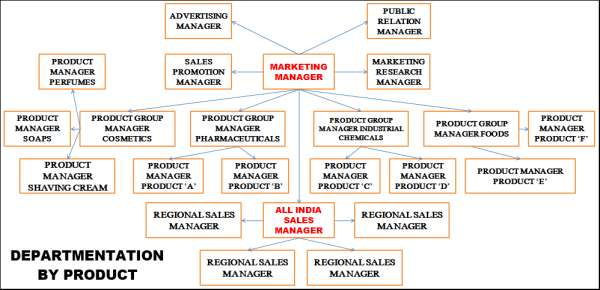 ADVERTISING
MANAGER
PUBLIC
RELATION
MANAGER
PRODUCT
MANAGER
PERFUMES
SALES
PROMOTION
MANAGER
MARKETING
MANAGER
MARKETING
RESEARCH
MANAGER
PRODUCT
MANAGER
SOAPS
PRODUCT GROUP
MANAGER
COSMETICS
PRODUCT GROUP
MANAGER
PHARMACEUTICALS
PRODUCT GROUP
MANAGER INDUSTRIAL
CHEMICALS
PRODUCT GROUP
MANAGER FOODS
PRODUCT
MANAGER
PRODUCT 'F'
PRODUCT
MANAGER
SHAVING CREAM
PRODUCT
MANAGER
PRODUCT 'A'
PRODUCT
MANAGER
PRODUCT 'B'
PRODUCT
MANAGER
PRODUCT 'C'
PRODUCT
MANAGER
PRODUCT 'D'
PRODUCT MANAGER
PRODUCT 'E'
REGIONAL SALES
MANAGER
ALL INDIA
SALES
MANAGER
REGIONAL SALES
MANAGER
REGIONAL SALES
MANAGER
REGIONAL SALES
MANAGER
DEPARTMENTATION
BY PRODUCT